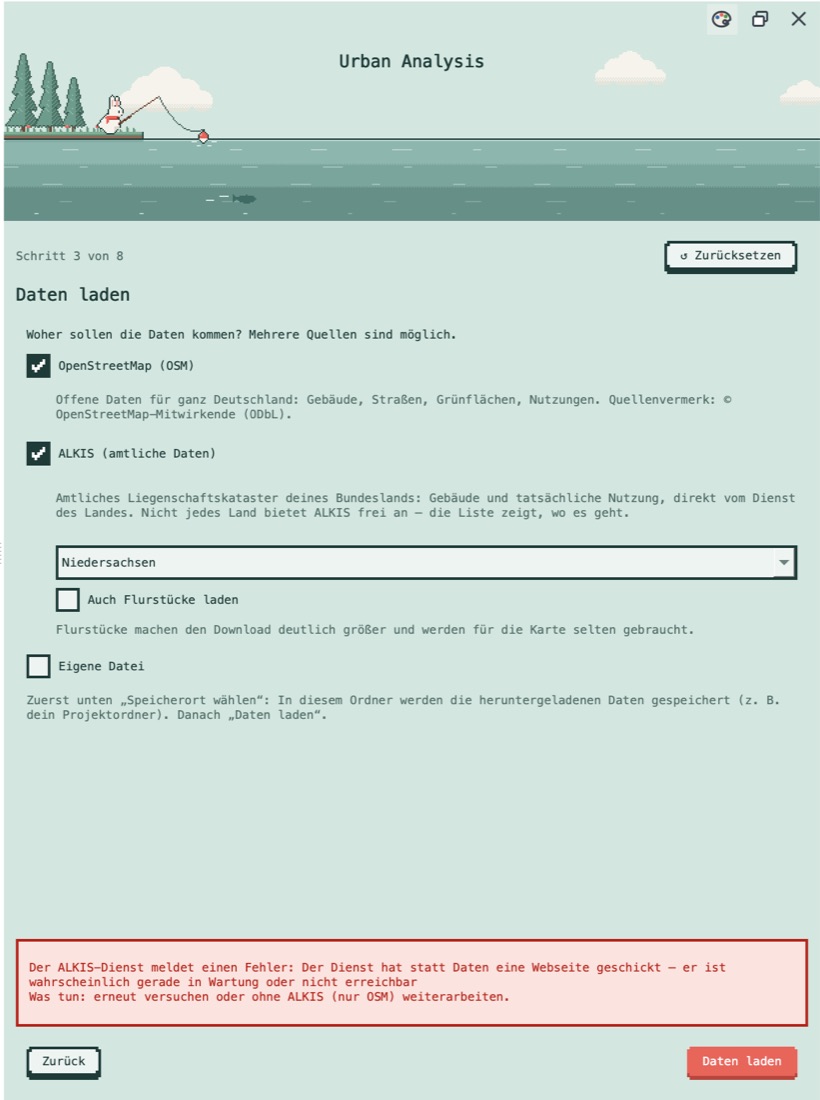 Urban Analysis
Schritt 3 von 8
↺ Zurücksetzen
Daten laden
Woher sollen die Daten kommen? Mehrere Quellen sind möglich.
OpenStreetMap (OSM)
Offene Daten für ganz Deutschland: Gebäude, Straßen, Grünflächen, Nutzungen. Quellenvermerk: ©
OpenStreetMap-Mitwirkende (ODbL).
ALKIS (amtliche Daten)
Amtliches Liegenschaftskataster deines Bundeslands: Gebäude und tatsächliche Nutzung, direkt vom Dienst
des Landes. Nicht jedes Land bietet ALKIS frei an – die Liste zeigt, wo es geht.
Niedersachsen
Auch Flurstücke laden
Flurstücke machen den Download deutlich größer und werden für die Karte selten gebraucht.
Eigene Datei
Zuerst unten „Speicherort wählen“: In diesem Ordner werden die heruntergeladenen Daten gespeichert (z. B.
dein Projektordner). Danach „Daten laden“.
Der ALKIS-Dienst meldet einen Fehler: Der Dienst hat statt Daten eine Webseite geschickt – er ist
wahrscheinlich gerade in Wartung oder nicht erreichbar
Was tun: erneut versuchen oder ohne ALKIS (nur OSM) weiterarbeiten.
Zurück
Daten laden